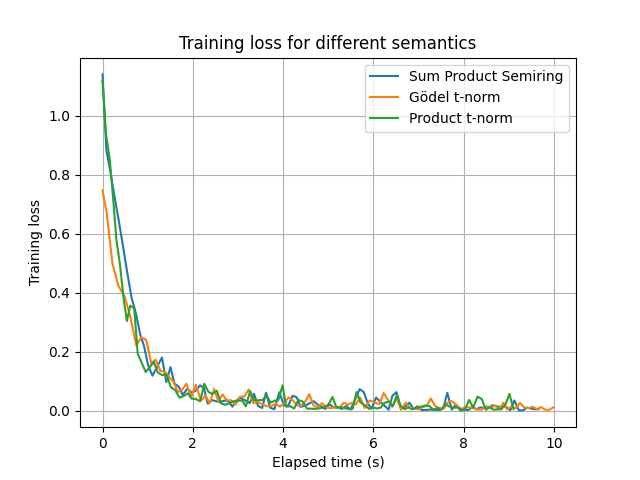 Training loss for different semantics
Sum Product Semiring
Gödel t-norm
Product t-norm
Training loss
1.0
0.8
0.6
0.4
0.2
0.0
0
2
4
6
8
10
Elapsed time (s)